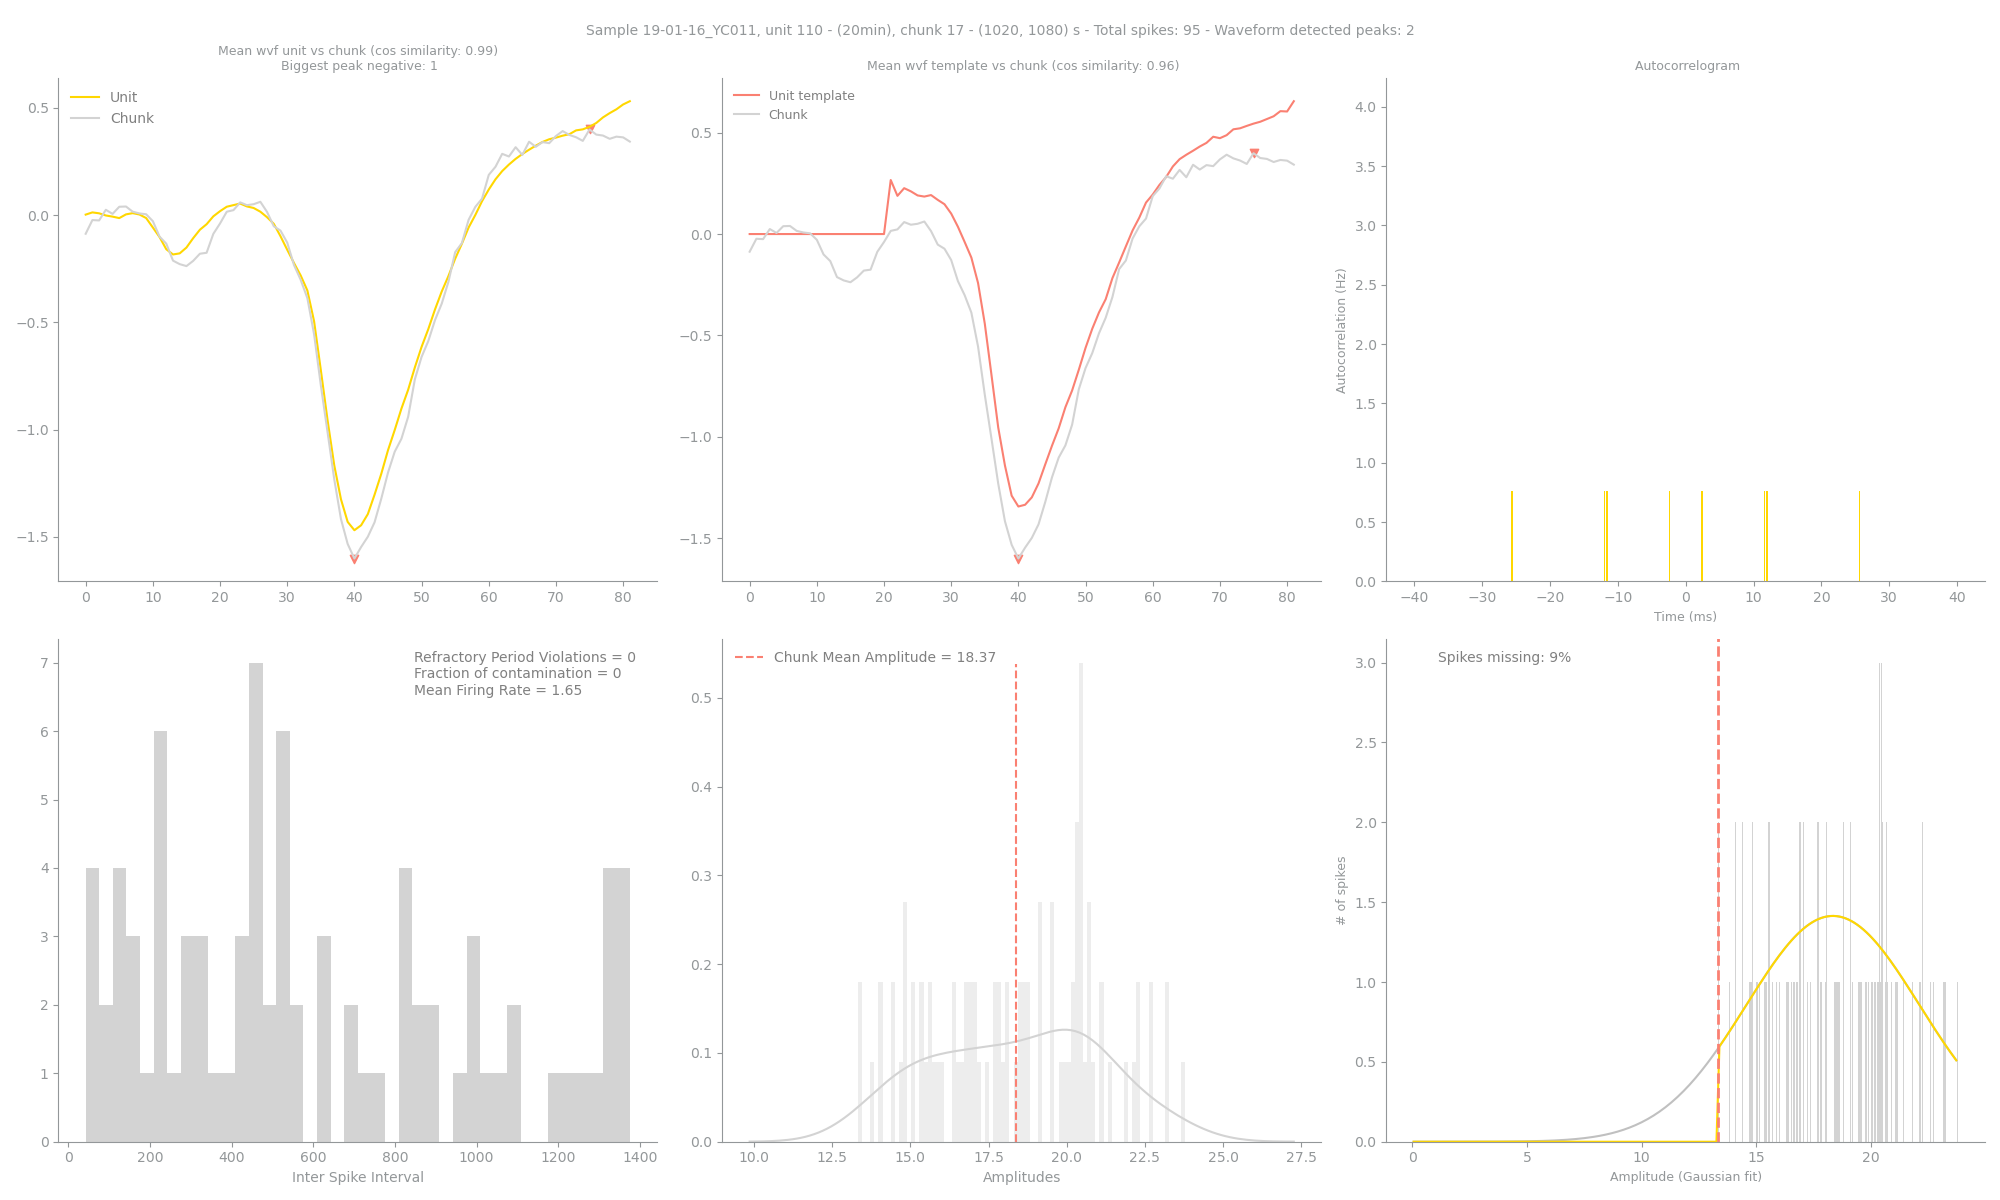 Sample 19-01-16_YC011, unit 110 - (20min), chunk 17 - (1020, 1080) s - Total spikes: 95 - Waveform detected peaks: 2
Mean wvf unit vs chunk (cos similarity: 0.99)
Biggest peak negative: 1
Unit
Chunk
0.5
0.0
−0.5
−1.0
−1.5
0 10 20 30 40 50 60 70 80
Mean wvf template vs chunk (cos similarity: 0.96)
Unit template
Chunk
0.5
0.0
−0.5
−1.0
−1.5
0 10 20 30 40 50 60 70 80
Autocorrelogram
Autocorrelation (Hz)
4.0
3.5
3.0
2.5
2.0
1.5
1.0
0.5
0.0
−40 −30 −20 −10 0 10 20 30 40
Time (ms)
Refractory Period Violations = 0
Fraction of contamination = 0
Mean Firing Rate = 1.65
7
6
5
4
3
2
1
0
0 200 400 600 800 1000 1200 1400
Inter Spike Interval
Chunk Mean Amplitude = 18.37
0.5
0.4
0.3
0.2
0.1
0.0
10.0 12.5 15.0 17.5 20.0 22.5 25.0 27.5
Amplitudes
Spikes missing: 9%
# of spikes
3.0
2.5
2.0
1.5
1.0
0.5
0.0
0 5 10 15 20
Amplitude (Gaussian fit)